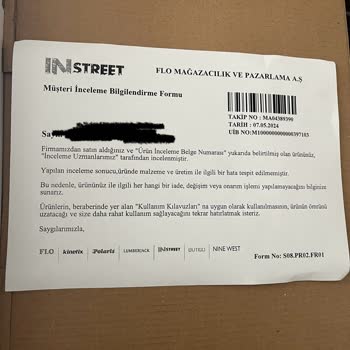 INSTREET
FLO MAĞAZACILIK VE PAZARLAMA A.Ş
Müşteri İnceleme Bilgilendirme Formu
TAKİP NO : MA04389390
TARİH : 07.05.2024
UİB NO:M1000000000000397103
Firmamızdan satın aldığınız ve "Ürün İnceleme Belge Numarası" yukarıda belirtilmiş olan ürününüz,
"İnceleme Uzmanlarımız" tarafından incelenmiştir.
Yapılan inceleme sonucu,üründe malzeme ve üretim ile ilgili bir hata tespit edilmemiştir.
Bu nedenle, ürününüz ile ilgili her hangi bir iade, değişim veya onarım işlemi yapılamayacağını bilginize
sunarız.
Ürünlerin, beraberinde yer alan "Kullanım Kılavuzları" na uygun olarak kullanılmasının, ürünün ömrünü
uzatacağı ve size daha rahat kullanım sağlayacağını tekrar hatırlatmak isteriz.
Saygılarımızla,
FLO kinetix Polaris LUMBERJACK INSTREET NINE WEST
Form No: S08.PR02.FR01